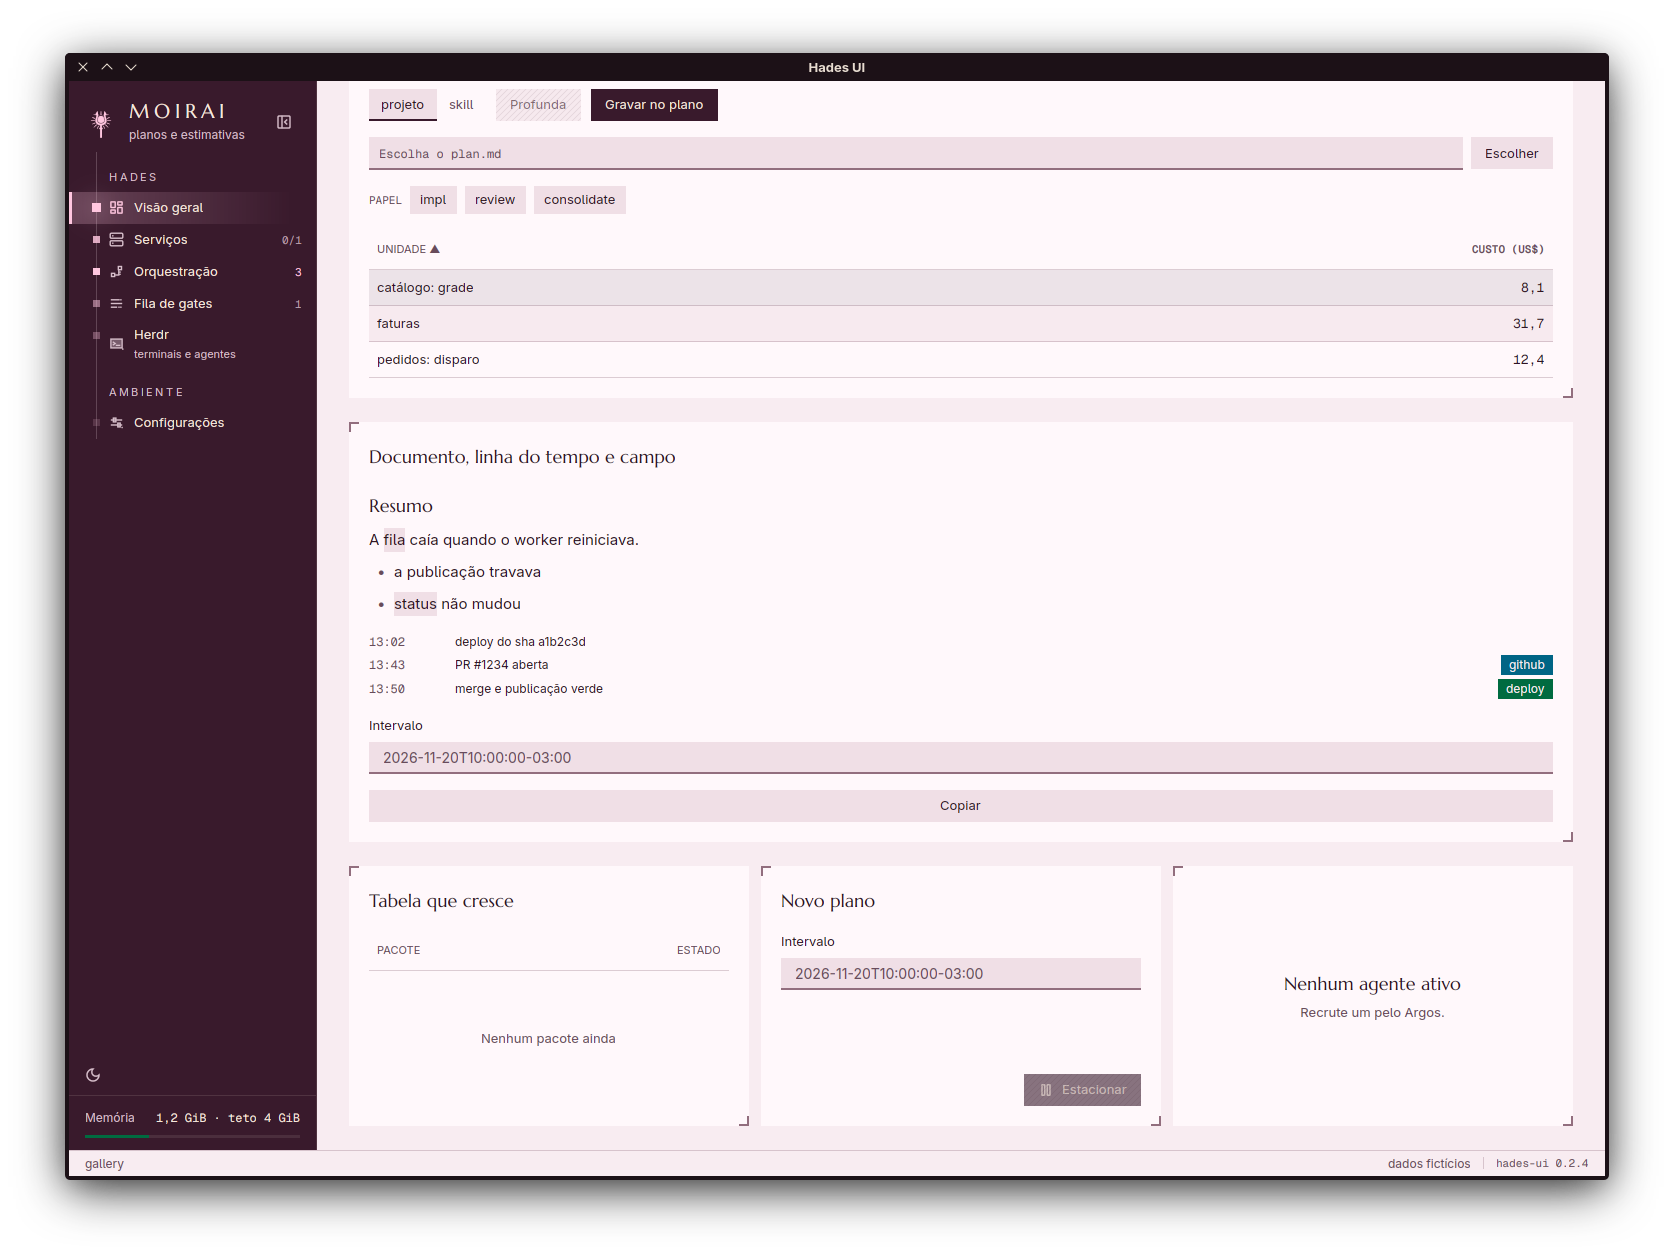 Hades UI
MOIRAI
planos e estimativas
HADES
Visão geral
Serviços 0/1
Orquestração 3
Fila de gates 1
Herdr
terminais e agentes
AMBIENTE
Configurações
Memória 1,2 GiB · teto 4 GiB
projeto skill Profunda Gravar no plano
Escolha o plan.md Escolher
PAPEL impl review consolidate
UNIDADE ▲ CUSTO (US$)
catálogo: grade 8,1
faturas 31,7
pedidos: disparo 12,4
Documento, linha do tempo e campo
Resumo
A fila caía quando o worker reiniciava.
• a publicação travava
• status não mudou
13:02 deploy do sha a1b2c3d
13:43 PR #1234 aberta github
13:50 merge e publicação verde deploy
Intervalo
2026-11-20T10:00:00-03:00
Copiar
Tabela que cresce
PACOTE ESTADO
Nenhum pacote ainda
Novo plano
Intervalo
2026-11-20T10:00:00-03:00
Estacionar
Nenhum agente ativo
Recrute um pelo Argos.
gallery dados fictícios hades-ui 0.2.4